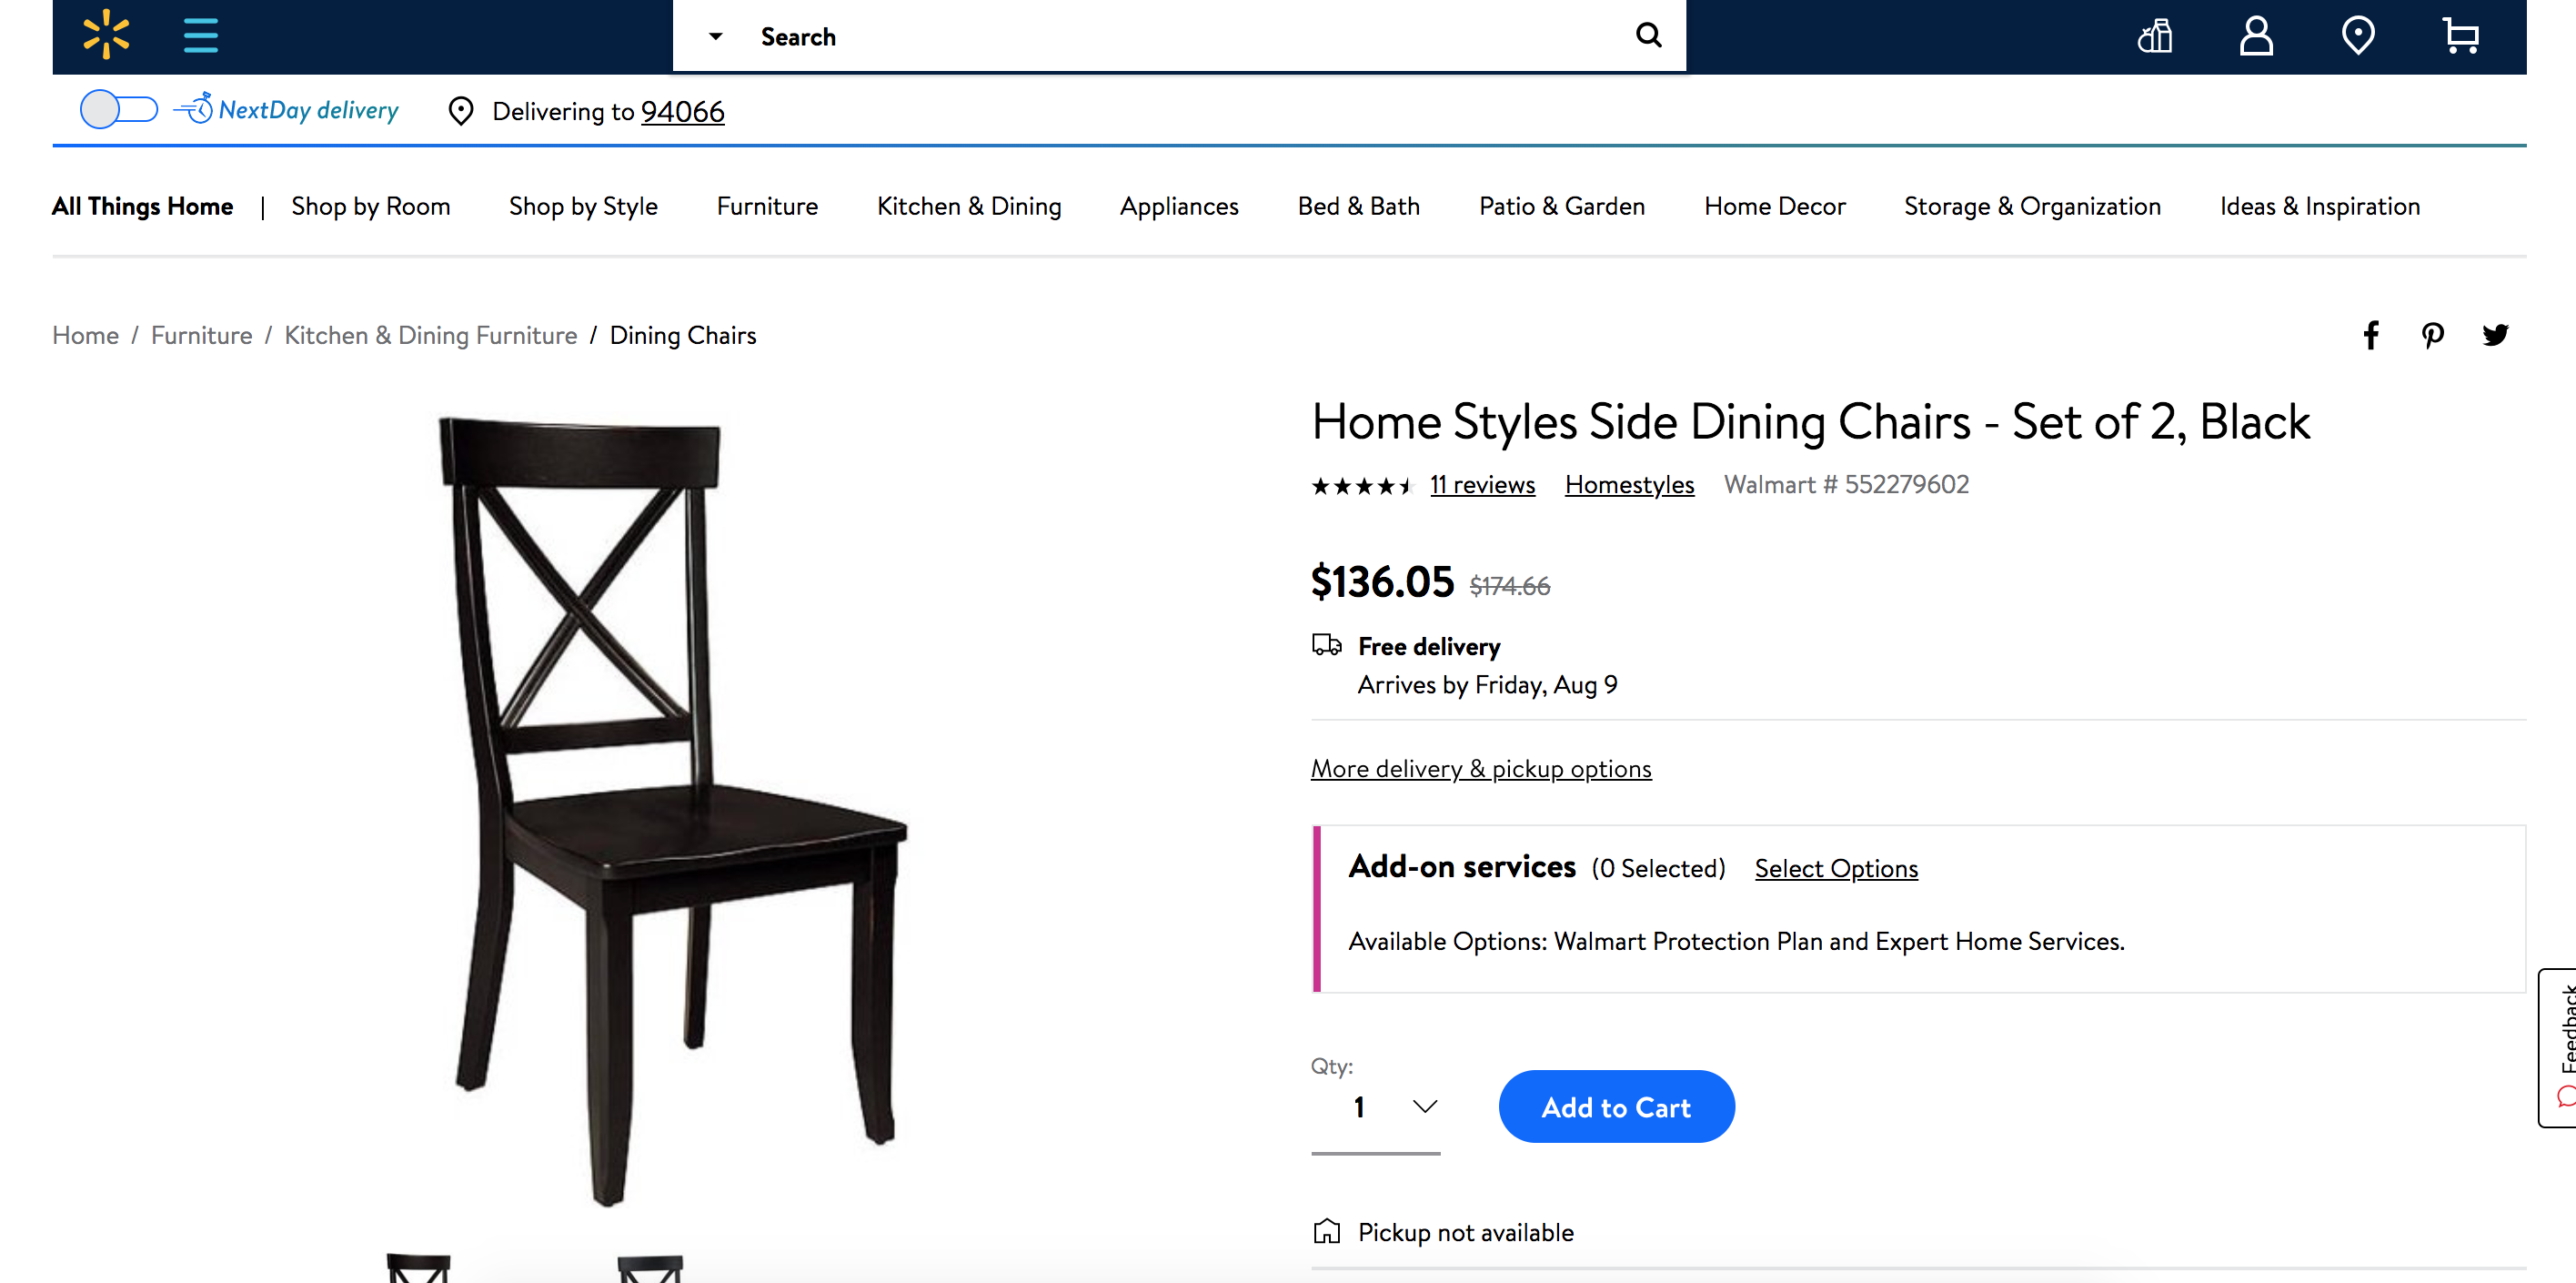 Search
NextDay delivery
Delivering to 94066
All Things Home | Shop by Room Shop by Style Furniture Kitchen & Dining Appliances Bed & Bath Patio & Garden Home Decor Storage & Organization Ideas & Inspiration
Home / Furniture / Kitchen & Dining Furniture / Dining Chairs
Home Styles Side Dining Chairs - Set of 2, Black
11 reviews Homestyles Walmart # 552279602
$136.05 $174.66
Free delivery
Arrives by Friday, Aug 9
More delivery & pickup options
Add-on services (0 Selected) Select Options
Available Options: Walmart Protection Plan and Expert Home Services.
Feedback
Qty:
1
Add to Cart
Pickup not available